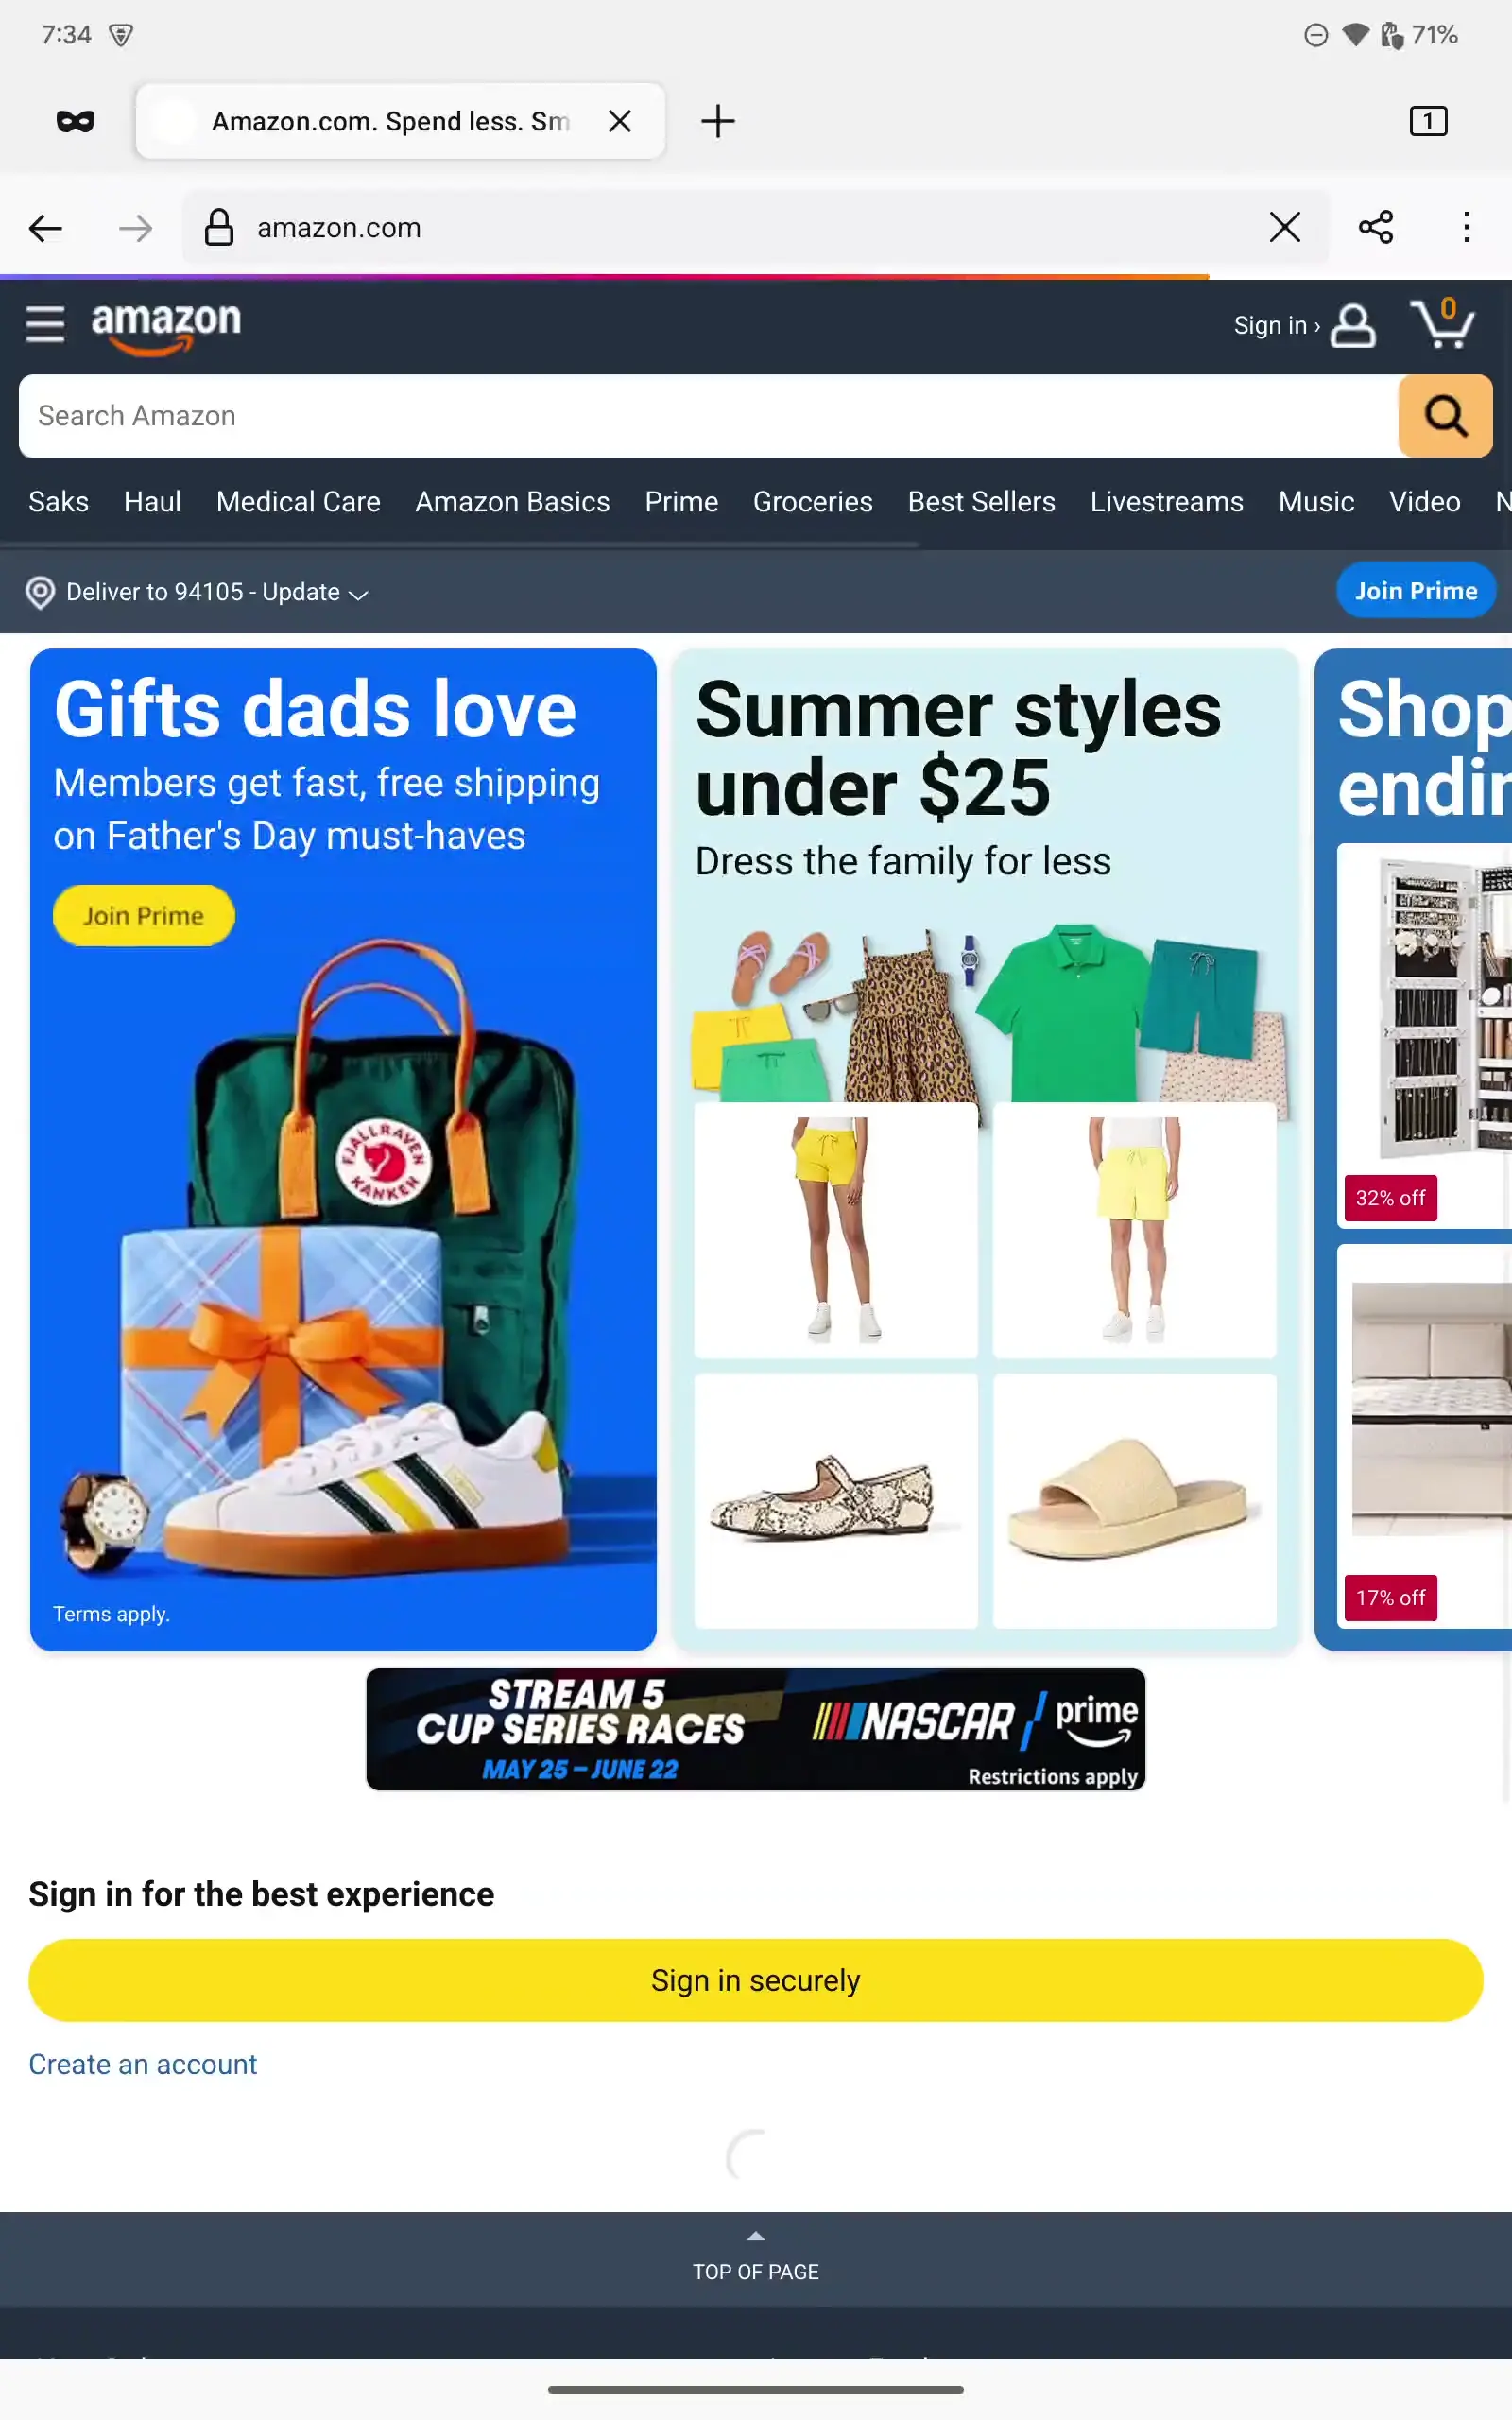 7:34
71%
Amazon.com. Spend less. Sm
1
amazon.com
amazon
Sign in ›
0
Search Amazon
Saks Haul Medical Care Amazon Basics Prime Groceries Best Sellers Livestreams Music Video N
Deliver to 94105 - Update
Join Prime
Gifts dads love
Members get fast, free shipping
on Father's Day must-haves
Join Prime
FJALLRAVEN
KANKEN
Terms apply.
Summer styles
under $25
Dress the family for less
Shop
endin
32% off
17% off
STREAM 5
CUP SERIES RACES
MAY 25 – JUNE 22
NASCAR / prime
Restrictions apply
Sign in for the best experience
Sign in securely
Create an account
TOP OF PAGE